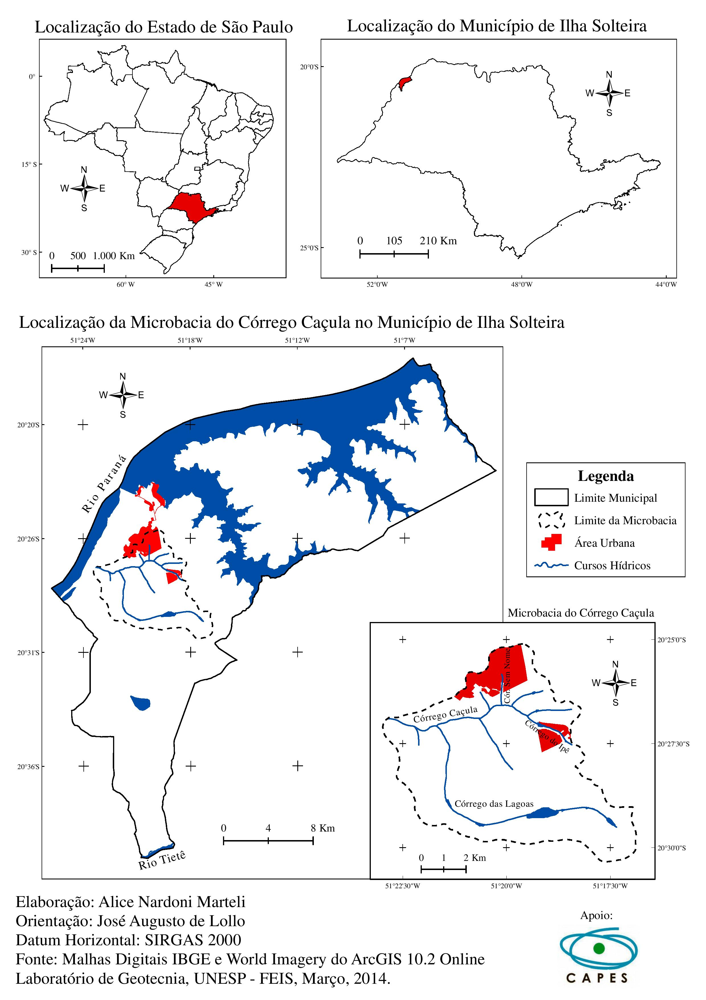 Localização do Estado de São Paulo
0°
15° S
30° S
N
W E
S
0 500 1.000 Km
60° W 45° W
Localização do Município de Ilha Solteira
20°0'S
25°0'S
N
W E
S
0 105 210 Km
52°0'W 48°0'W 44°0'W
Localização da Microbacia do Córrego Caçula no Município de Ilha Solteira
51°24'W 51°18'W 51°12'W 51°7'W
N
W E
S
20°20'S
Rio Paraná
20°26'S
20°31'S
20°36'S
0 4 8 Km
Rio Tietê
Legenda
Limite Municipal
Limite da Microbacia
Área Urbana
Cursos Hídricos
Microbacia do Córrego Caçula
20°25'0"S
N
W E
S
Cór. Sem Nome
Córrego Caçula
Córrego do Ipê
20°27'30"S
Córrego das Lagoas
20°30'0"S
0 1 2 Km
51°22'30"W 51°20'0"W 51°17'30"W
Elaboração: Alice Nardoni Marteli
Orientação: José Augusto de Lollo
Datum Horizontal: SIRGAS 2000
Fonte: Malhas Digitais IBGE e World Imagery do ArcGIS 10.2 Online
Laboratório de Geotecnia, UNESP - FEIS, Março, 2014.
Apoio:
CAPES